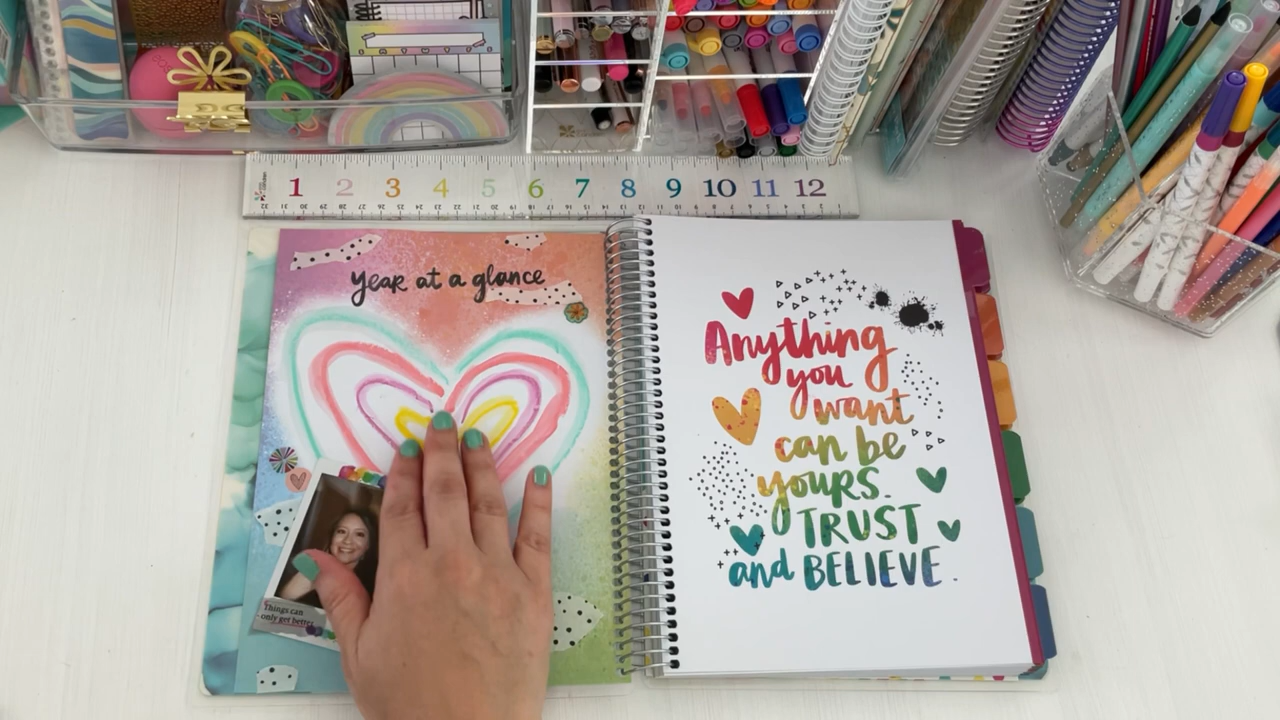 1 2 3 4 5 6 7 8 9 10 11 12
year at a glance
Things can
only get better
Anything
you
want
can be
yours.
TRUST
and BELIEVE.